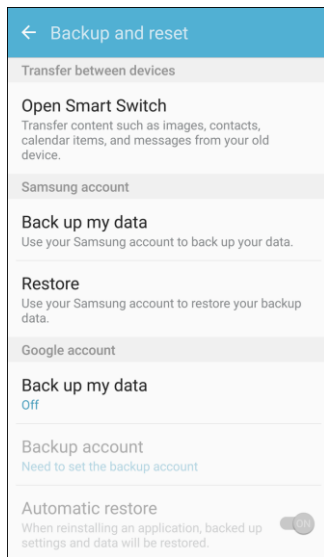 Backup and reset
Transfer between devices
Open Smart Switch
Transfer content such as images, contacts,
calendar items, and messages from your old
device.
Samsung account
Back up my data
Use your Samsung account to back up your data.
Restore
Use your Samsung account to restore your backup
data.
Google account
Back up my data
Off
Backup account
Need to set the backup account
Automatic restore
When reinstalling an application, backed up
settings and data will be restored.
ON